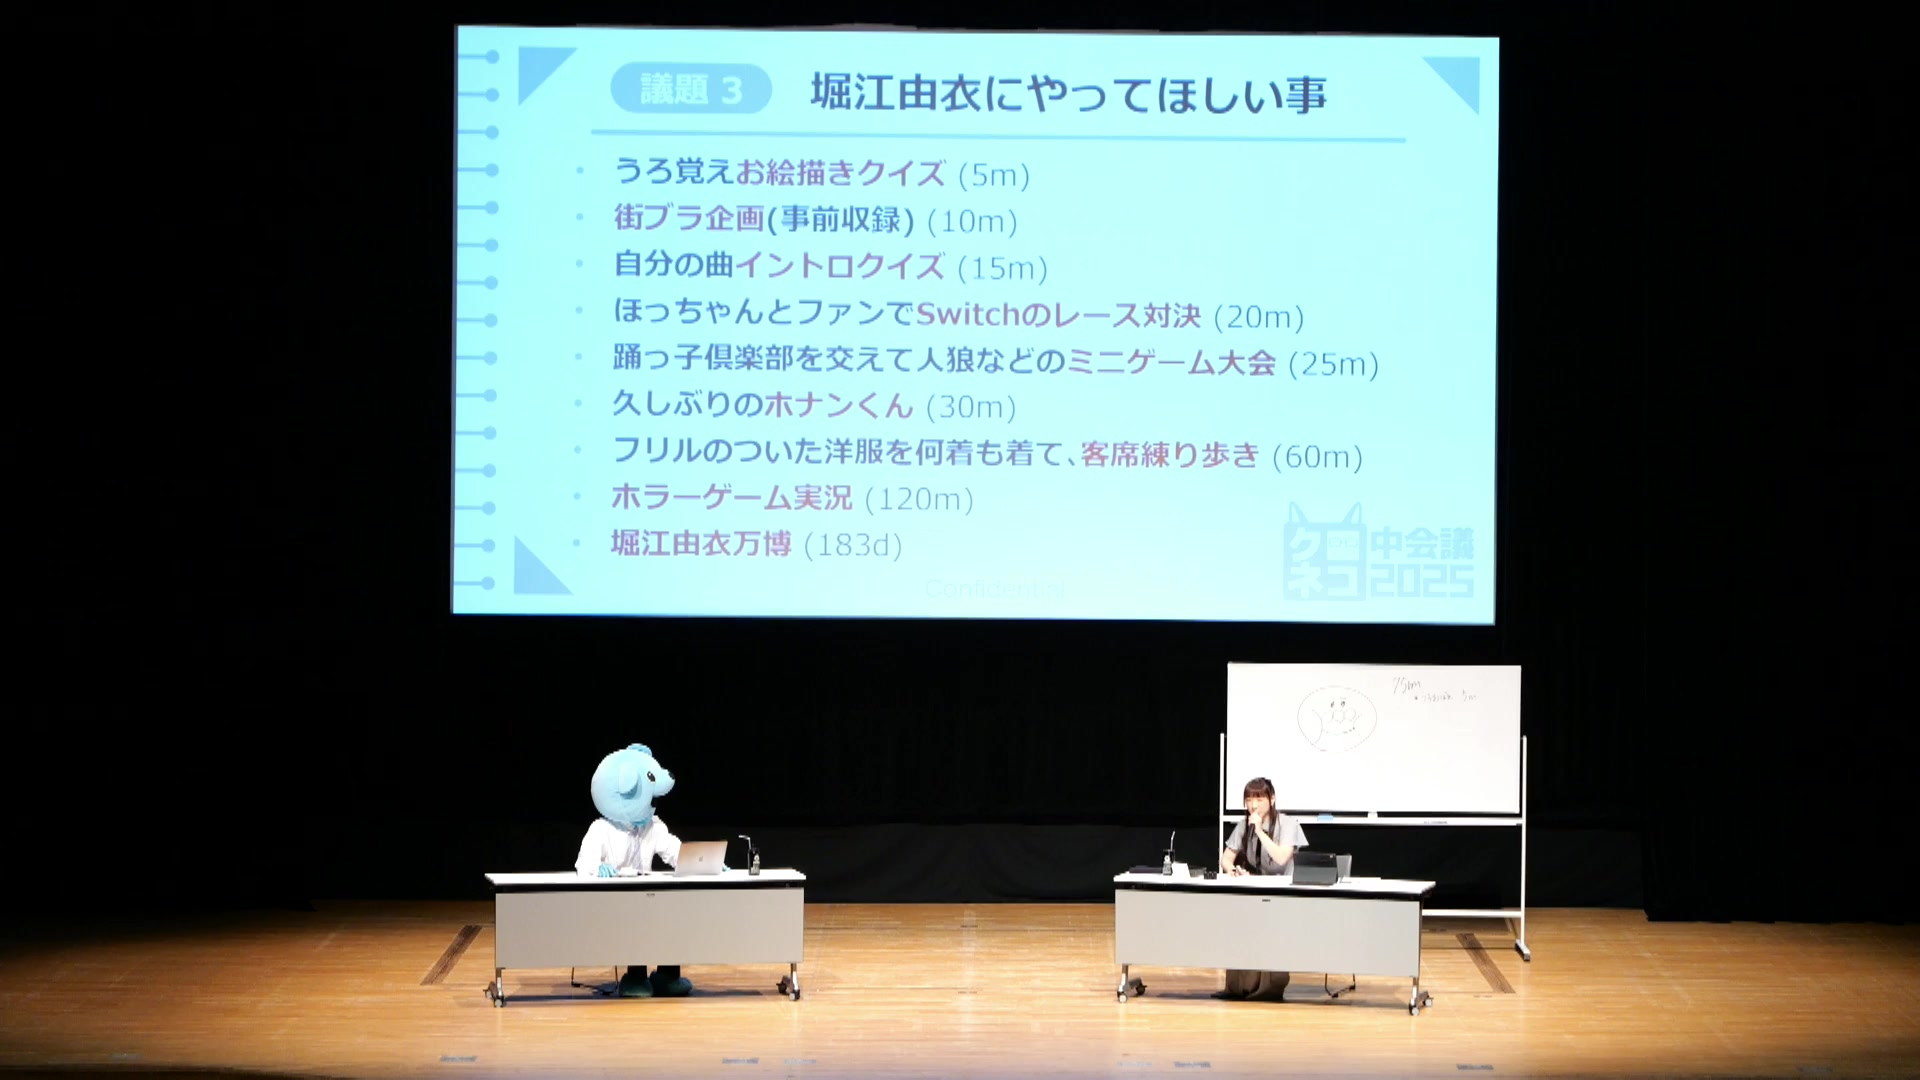 議題 3 堀江由衣にやってほしい事
・ うろ覚えお絵描きクイズ (5m)
・ 街ブラ企画(事前収録) (10m)
・ 自分の曲イントロクイズ (15m)
・ ほっちゃんとファンでSwitchのレース対決 (20m)
・ 踊っ子倶楽部を交えて人狼などのミニゲーム大会 (25m)
・ 久しぶりのホナンくん (30m)
・ フリルのついた洋服を何着も着て、客席練り歩き (60m)
・ ホラーゲーム実況 (120m)
・ 堀江由衣万博 (183d)
Confidential
クロネコ中会議
2025
75m
5m